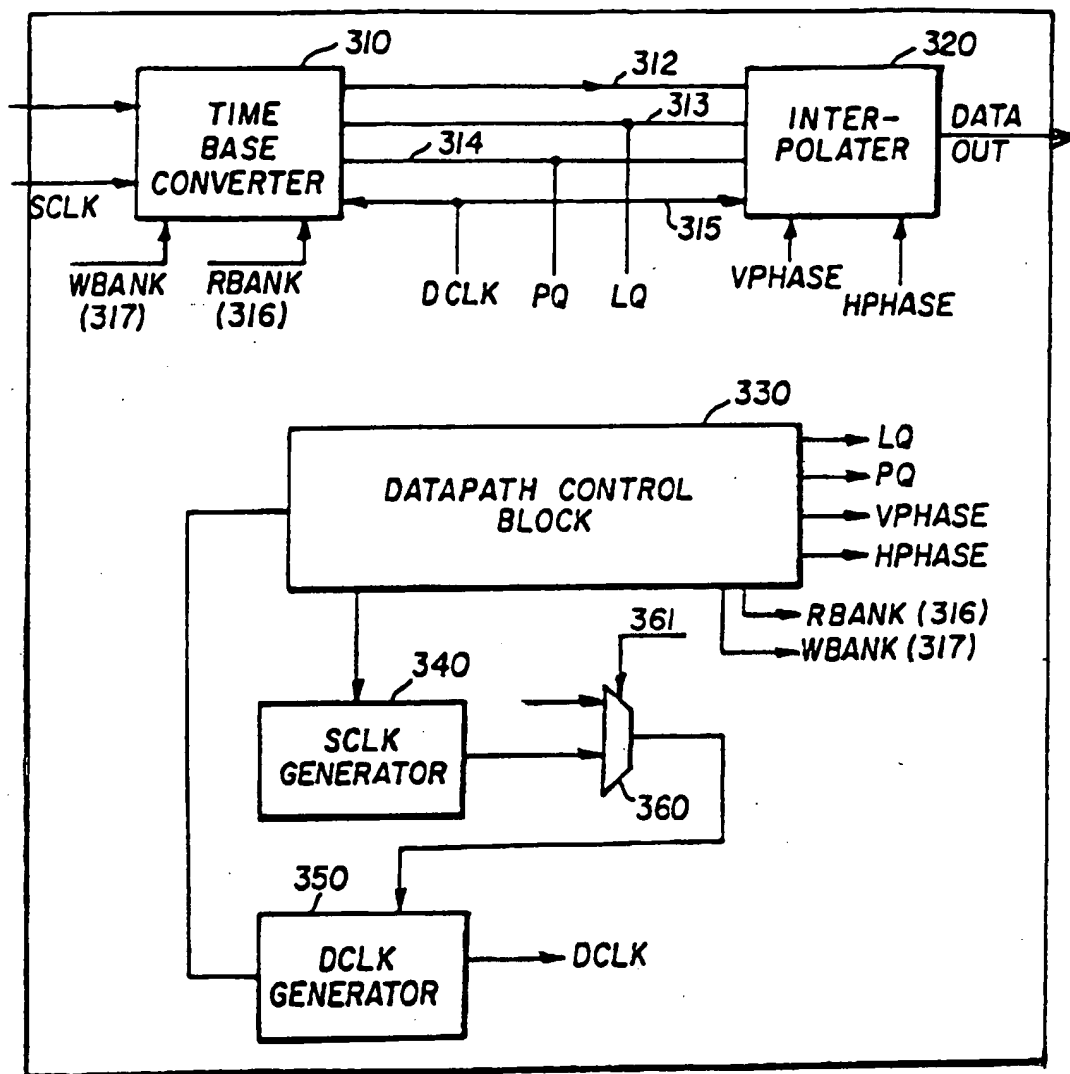 310
320
312
313
314
315
TIME
BASE
CONVERTER
INTER-
POLATER
DATA
OUT
SCLK
WBANK
(317)
RBANK
(316)
DCLK
PQ
LQ
VPHASE
HPHASE
330
DATAPATH CONTROL
BLOCK
LQ
PQ
VPHASE
HPHASE
RBANK (316)
WBANK (317)
361
340
SCLK
GENERATOR
360
350
DCLK
GENERATOR
DCLK